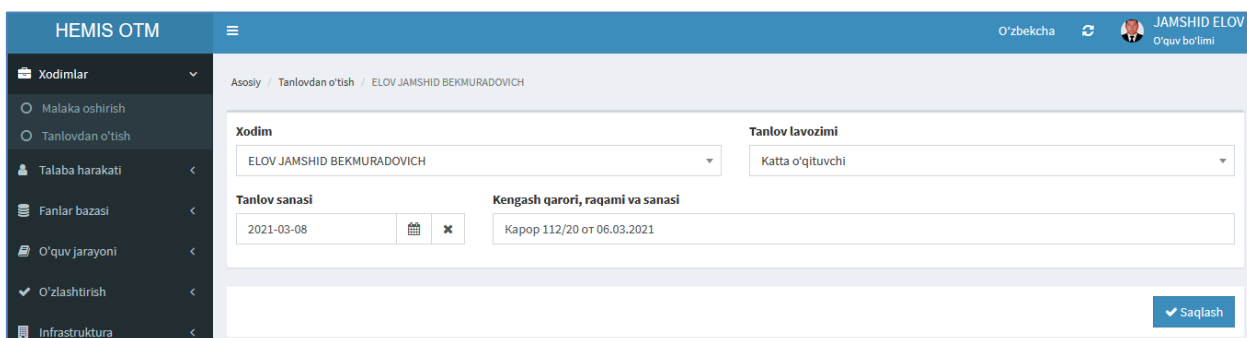 HEMIS OTM
O'zbekcha
JAMSHID ELOV
O'quv bo'limi
Xodimlar
Malaka oshirish
Tanlovdan o'tish
Talaba harakati
Fanlar bazasi
O'quv jarayoni
O'zlashtirish
Infrastruktura
Asosiy / Tanlovdan o'tish / ELOV JAMSHID BEKMURADOVICH
Xodim
ELOV JAMSHID BEKMURADOVICH
Tanlov lavozimi
Katta o'qituvchi
Tanlov sanasi
2021-03-08
Kengash qarori, raqami va sanasi
Карор 112/20 от 06.03.2021
Saqlash